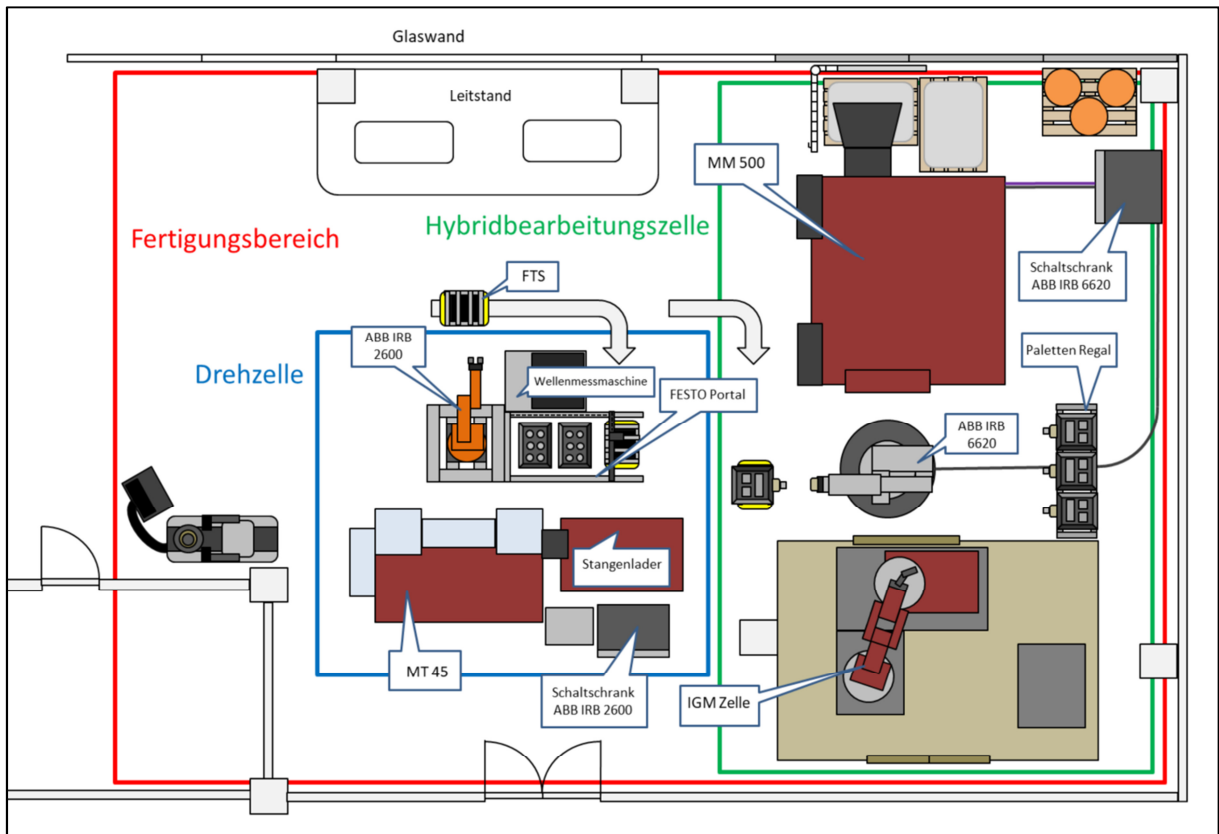 Glaswand
Leitstand
MM 500
Fertigungsbereich
Hybridbearbeitungszelle
Schaltschrank
ABB IRB 6620
FTS
ABB IRB
2600
Drehzelle
Wellenmessmaschine
FESTO Portal
Paletten Regal
ABB IRB
6620
Stangenlader
MT 45
Schaltschrank
ABB IRB 2600
IGM Zelle